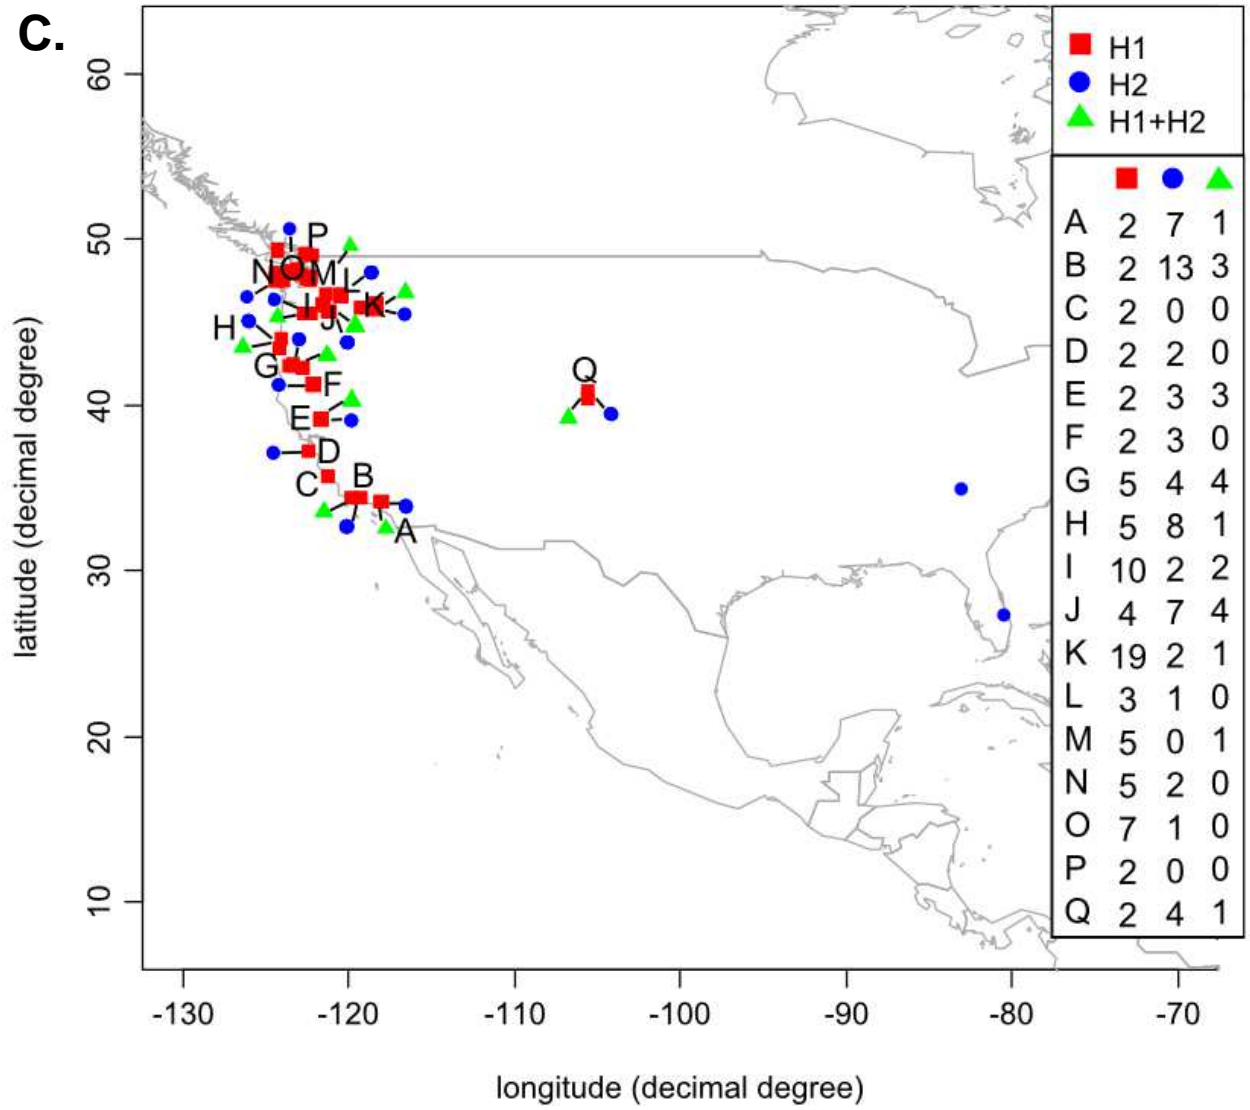 C.
H1
H2
H1+H2
A 2 7 1
B 2 13 3
C 2 0 0
D 2 2 0
E 2 3 3
F 2 3 0
G 5 4 4
H 5 8 1
I 10 2 2
J 4 7 4
K 19 2 1
L 3 1 0
M 5 0 1
N 5 2 0
O 7 1 0
P 2 0 0
Q 2 4 1
P
N O M L
I J K
H
G
F
E
D
C B
A
Q
latitude (decimal degree)
60
50
40
30
20
10
-130 -120 -110 -100 -90 -80 -70
longitude (decimal degree)